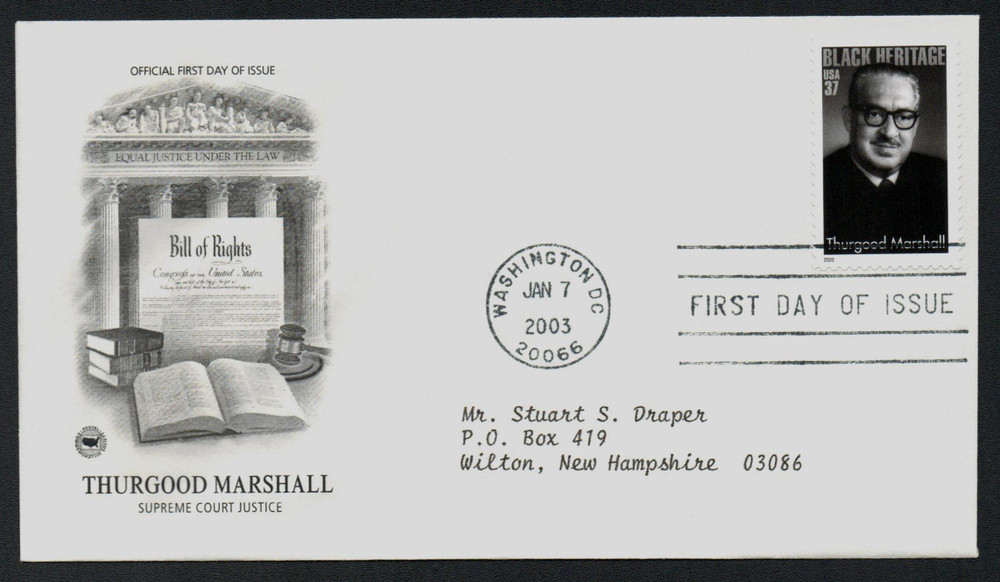 OFFICIAL FIRST DAY OF ISSUE
EQUAL JUSTICE UNDER THE LAW
Bill of Rights
Congress OF THE United States
THURGOOD MARSHALL
SUPREME COURT JUSTICE
BLACK HERITAGE
USA
37
Thurgood Marshall
2003
WASHINGTON DC
JAN 7
2003
20066
FIRST DAY OF ISSUE
Mr. Stuart S. Draper
P.O. Box 419
Wilton, New Hampshire 03086